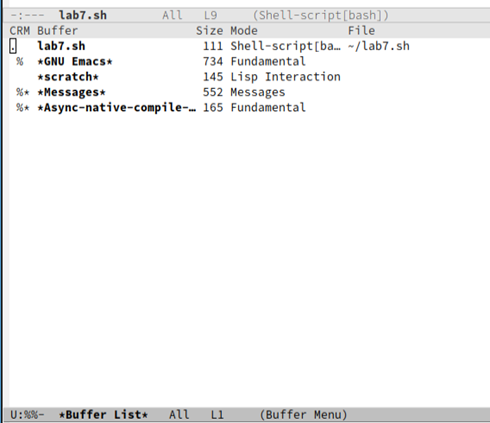 -:--- lab7.sh All L9 (Shell-script[bash])
CRM Buffer Size Mode File
. lab7.sh 111 Shell-script[ba… ~/lab7.sh
% *GNU Emacs* 734 Fundamental
*scratch* 145 Lisp Interaction
%* *Messages* 552 Messages
%* *Async-native-compile-… 165 Fundamental
U:%%- *Buffer List* All L1 (Buffer Menu)